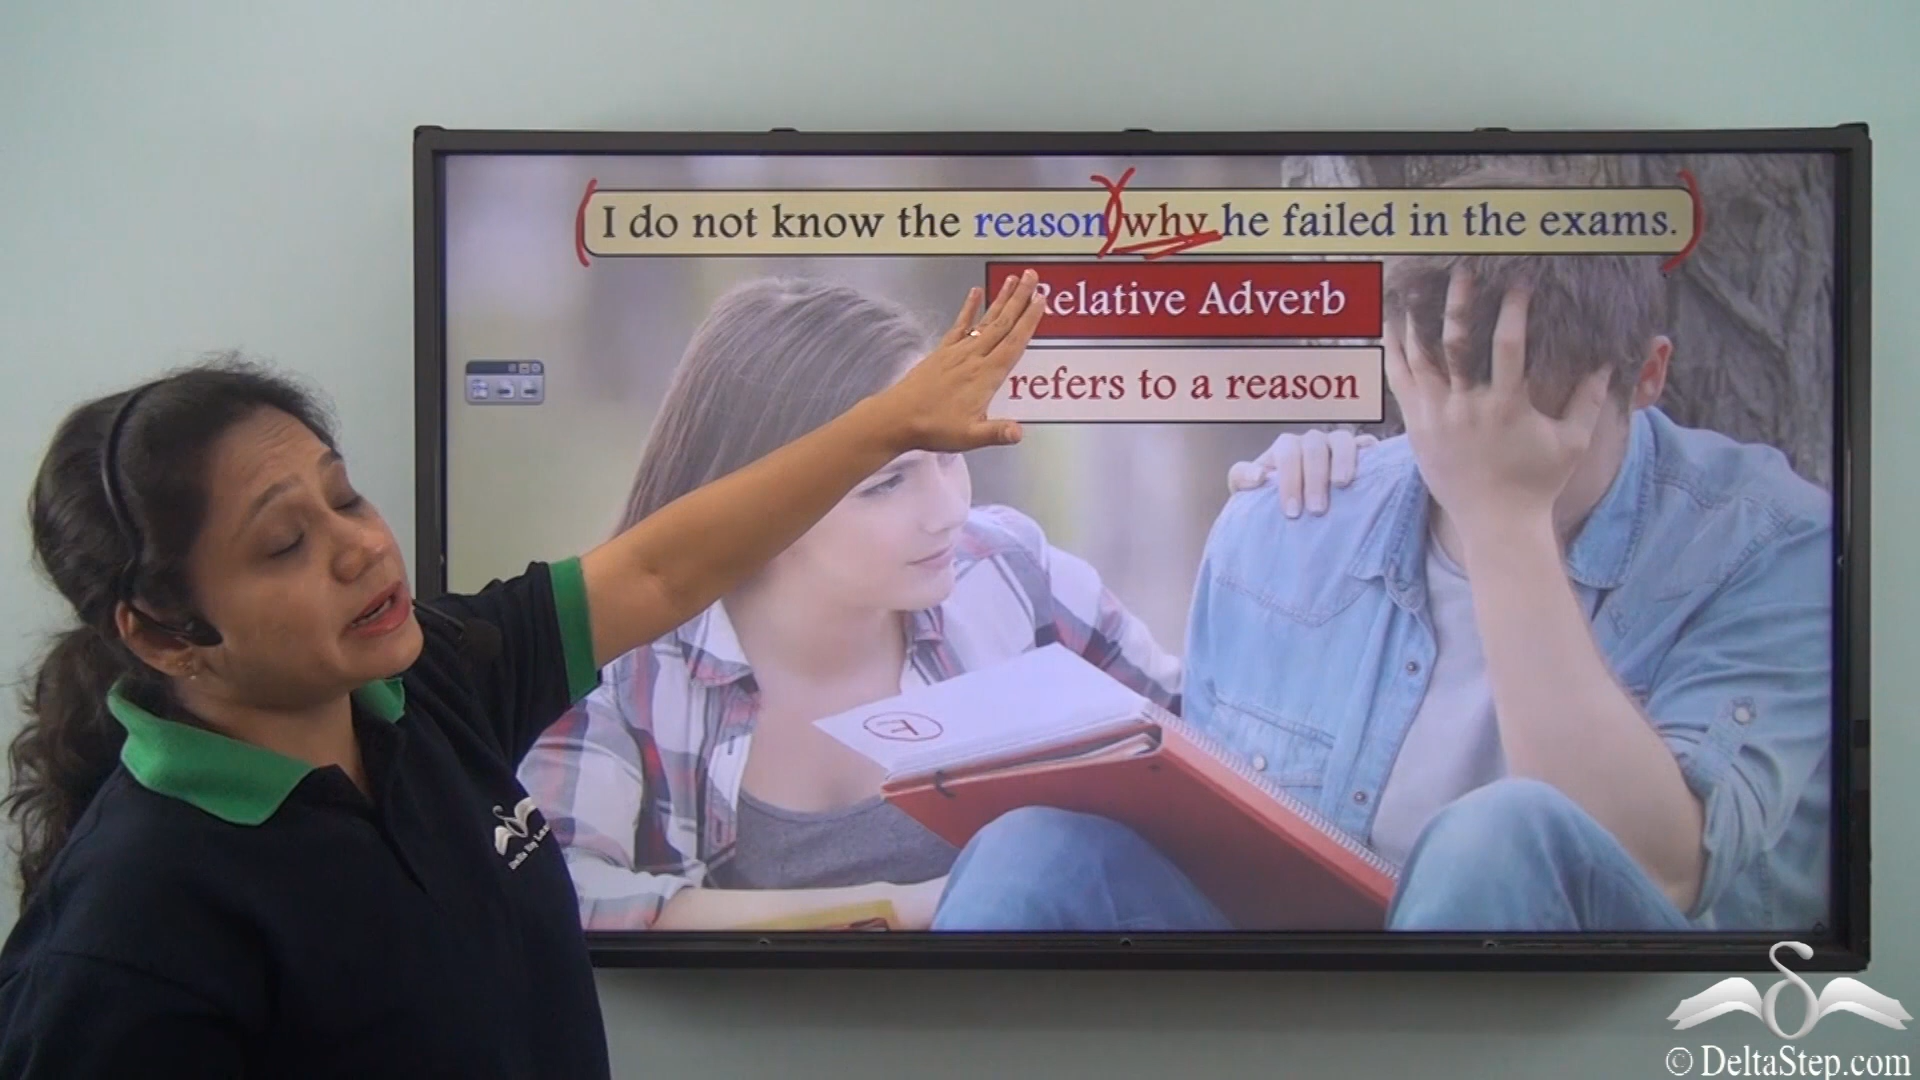 I do not know the reason why he failed in the exams.
Relative Adverb
refers to a reason
F
© DeltaStep.com